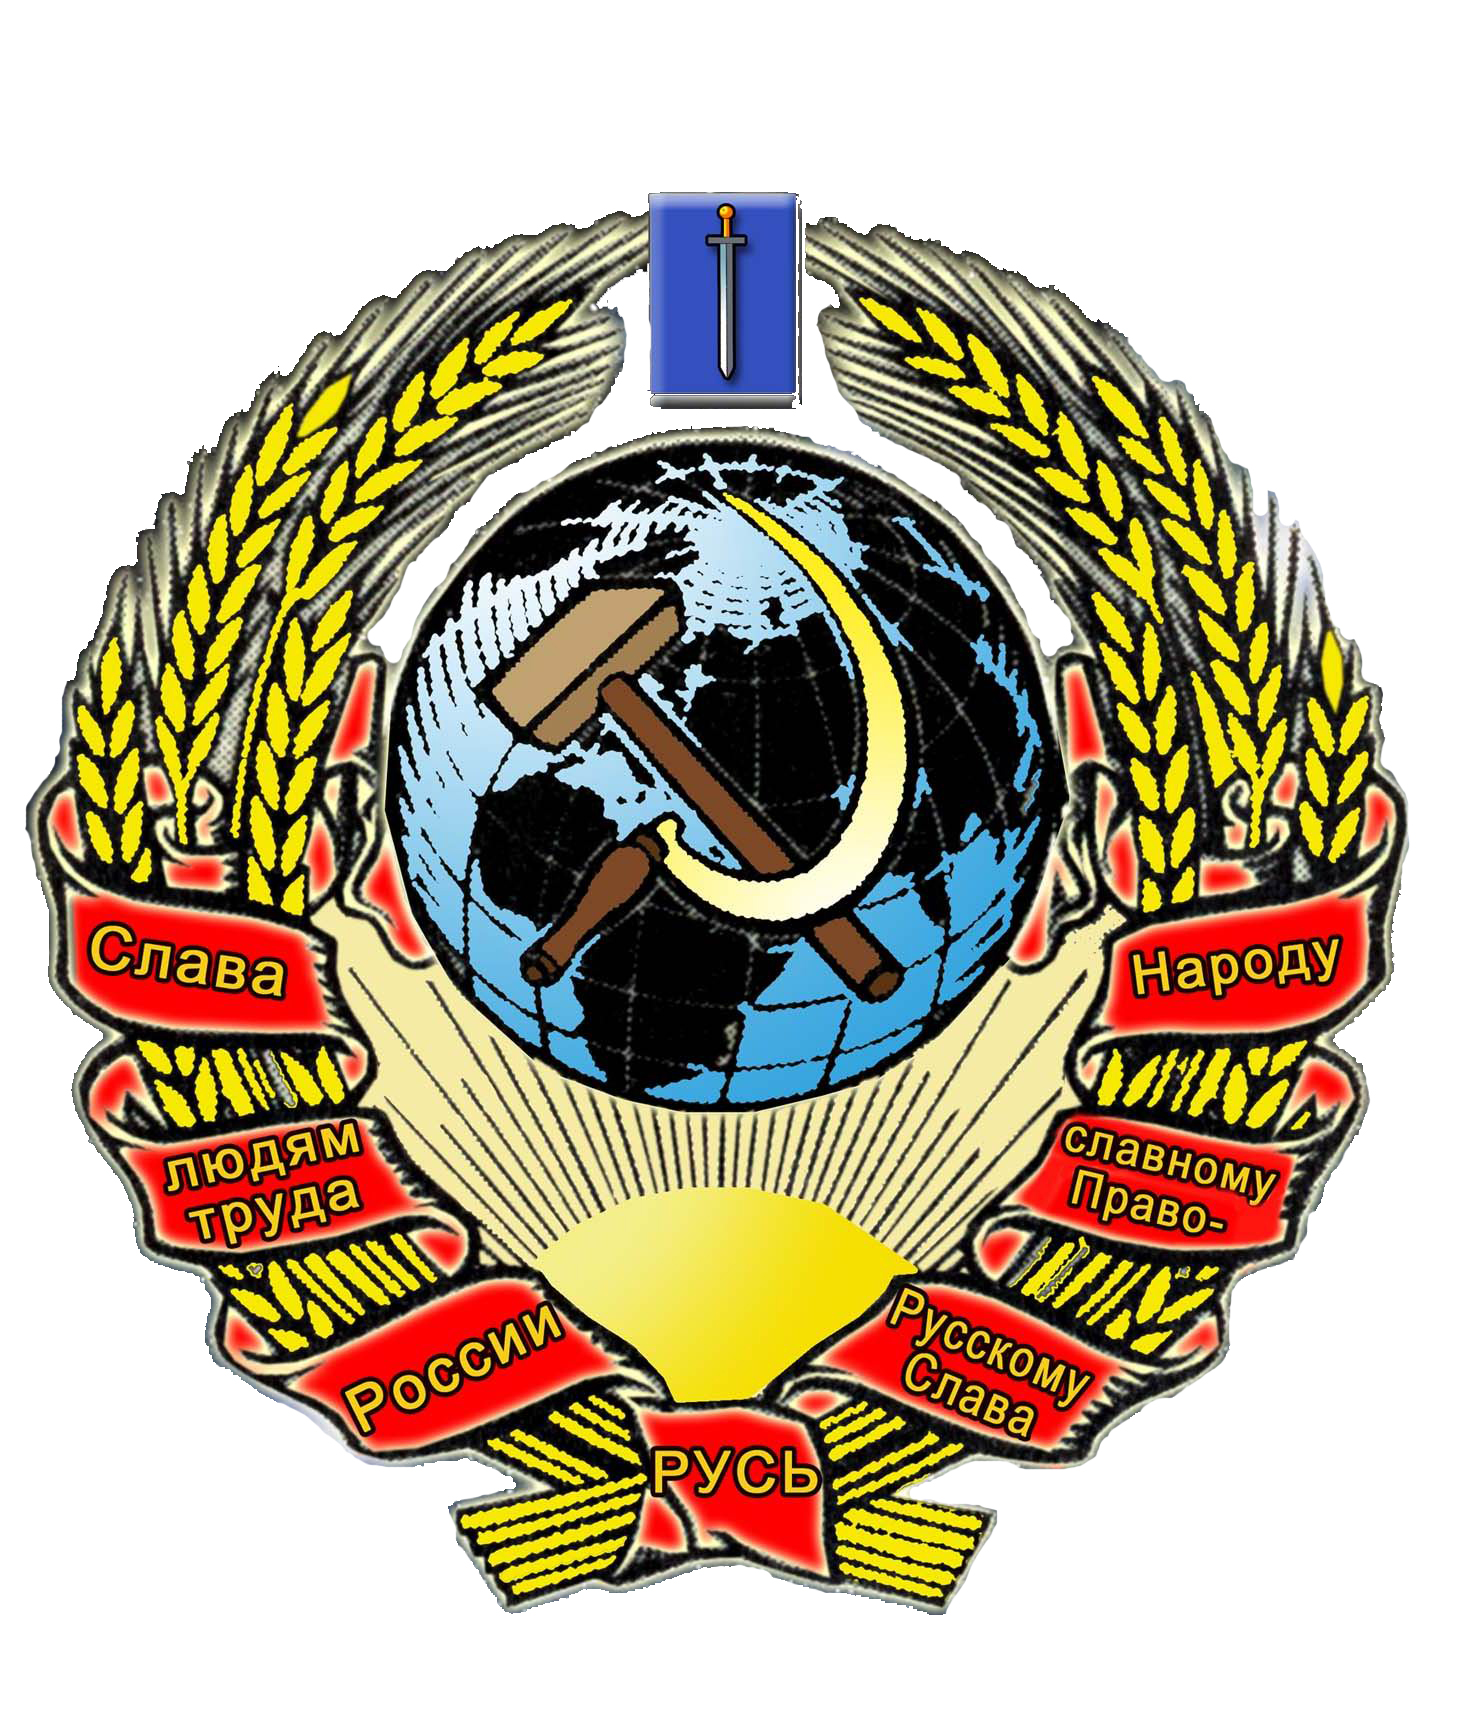 Слава
людям
труда
России
РУСЬ
Народу
славному
Право-
Русскому
Слава